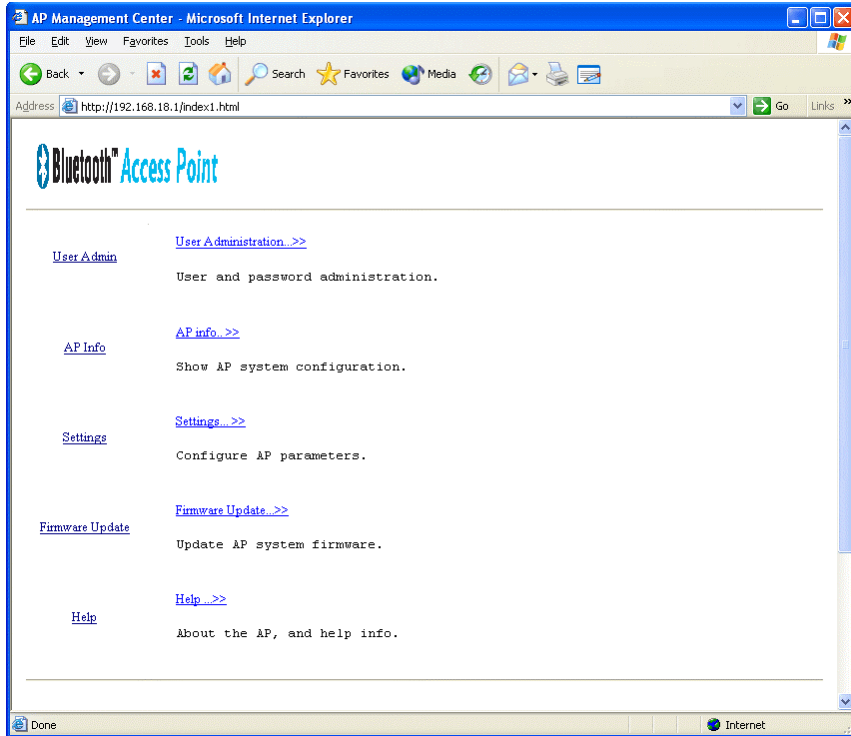 AP Management Center - Microsoft Internet Explorer
File Edit View Favorites Tools Help
Back Search Favorites Media
Address http://192.168.18.1/index1.html Go Links »
Bluetooth™ Access Point
User Admin
User Administration...>>
User and password administration.
AP Info
AP info..>>
Show AP system configuration.
Settings
Settings...>>
Configure AP parameters.
Firmware Update
Firmware Update...>>
Update AP system firmware.
Help
Help ...>>
About the AP, and help info.
Done Internet